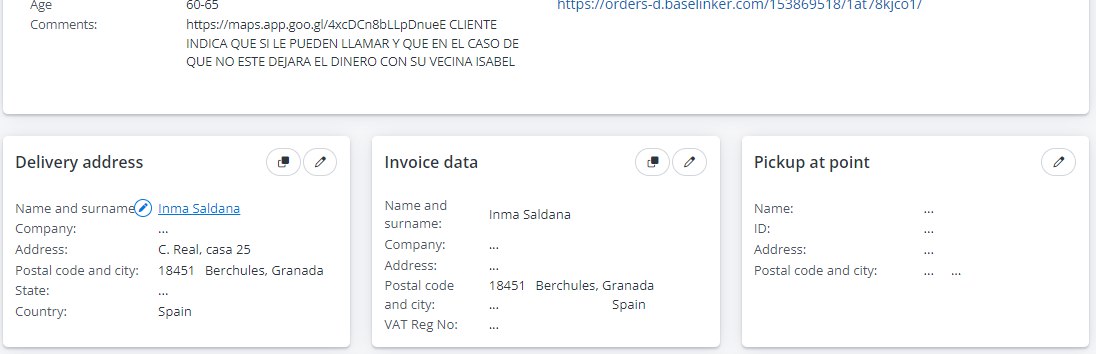 Age 60-65 https://orders-d.baselinker.com/153869518/1at78kjco1/
Comments: https://maps.app.goo.gl/4xcDCn8bLLpDnueE CLIENTE
INDICA QUE SI LE PUEDEN LLAMAR Y QUE EN EL CASO DE
QUE NO ESTE DEJARA EL DINERO CON SU VECINA ISABEL
Delivery address
Name and surname Inma Saldana
Company: ...
Address: C. Real, casa 25
Postal code and city: 18451 Berchules, Granada
State: ...
Country: Spain
Invoice data
Name and
surname: Inma Saldana
Company: ...
Address: ...
Postal code 18451 Berchules, Granada
and city: ... Spain
VAT Reg No: ...
Pickup at point
Name: ...
ID: ...
Address: ...
Postal code and city: ... ...